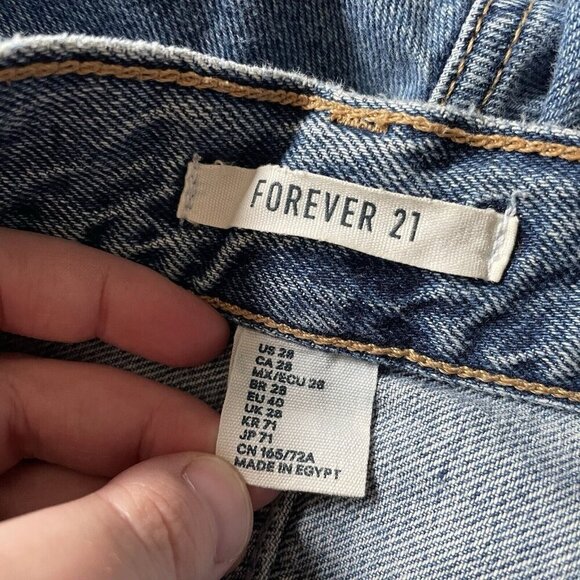 FOREVER 21
US 28
CA 28
MX/ECU 28
BR 28
EU 40
UK 28
KR 71
JP 71
CN 165/72A
MADE IN EGYPT